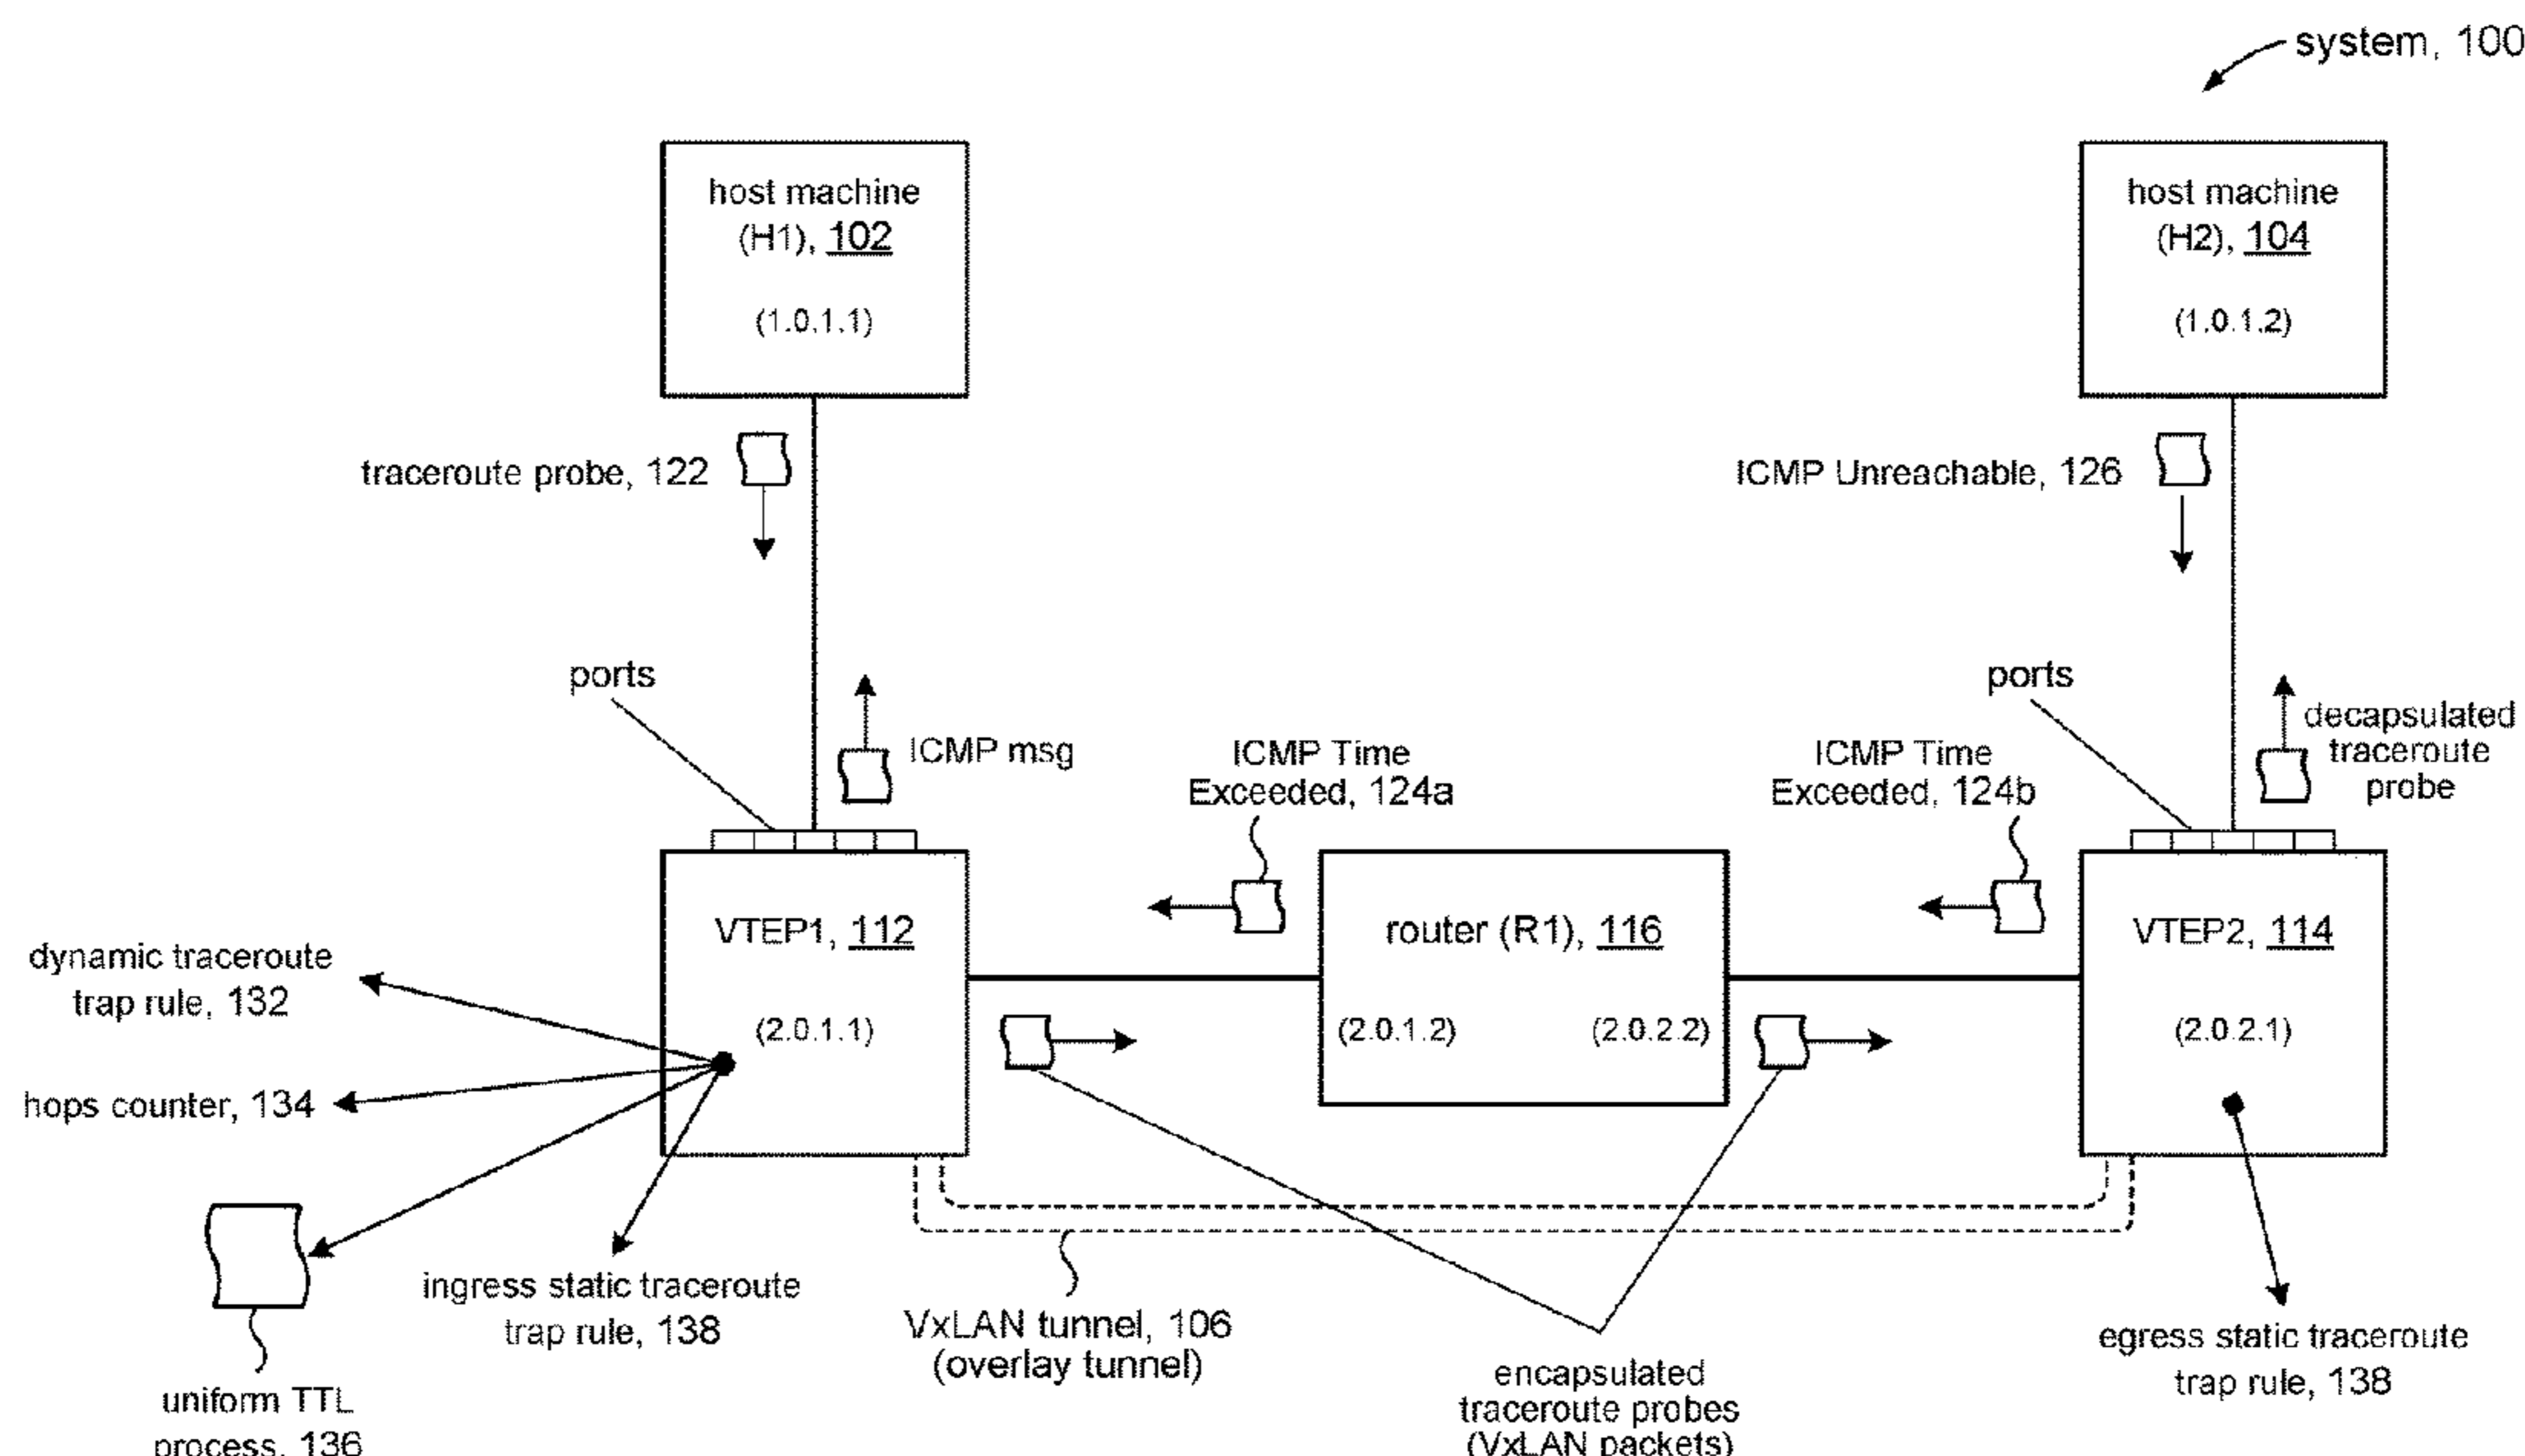 system, 100
host machine
(H1), 102
(1.0.1.1)
host machine
(H2), 104
(1.0.1.2)
traceroute probe, 122
ICMP Unreachable, 126
ports
ICMP msg
ICMP Time
Exceeded, 124a
ICMP Time
Exceeded, 124b
ports
decapsulated
traceroute
probe
VTEP1, 112
(2.0.1.1)
router (R1), 116
(2.0.1.2) (2.0.2.2)
VTEP2, 114
(2.0.2.1)
dynamic traceroute
trap rule, 132
hops counter, 134
uniform TTL
process, 136
ingress static traceroute
trap rule, 138
VxLAN tunnel, 106
(overlay tunnel)
encapsulated
traceroute probes
(VxLAN packets)
egress static traceroute
trap rule, 138